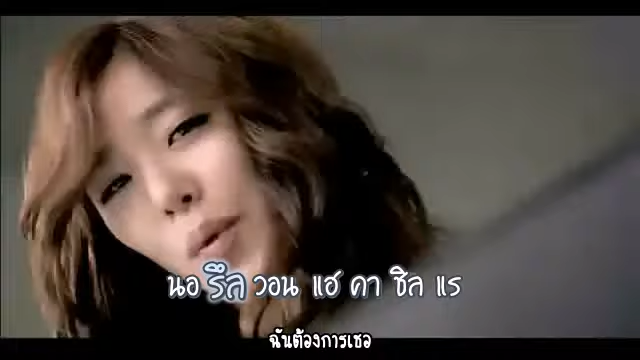 นอ รึล วอน แฮ คา ชิล แร
ฉันต้องการเธอ